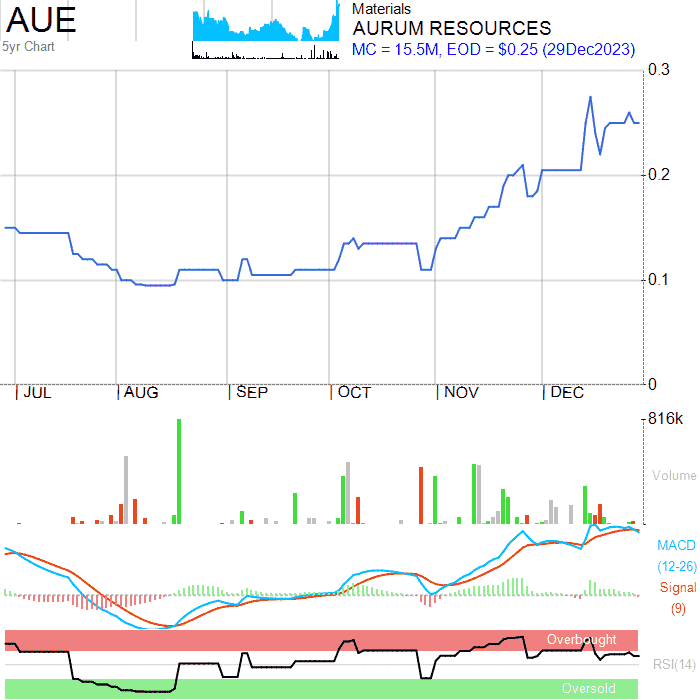 AUE
5yr Chart
Materials
AURUM RESOURCES
MC = 15.5M, EOD = $0.25 (29Dec2023)
0.3
0.2
0.1
0
JUL AUG SEP OCT NOV DEC
816k
Volume
MACD
(12-26)
Signal
(9)
Overbought
RSI(14)
Oversold